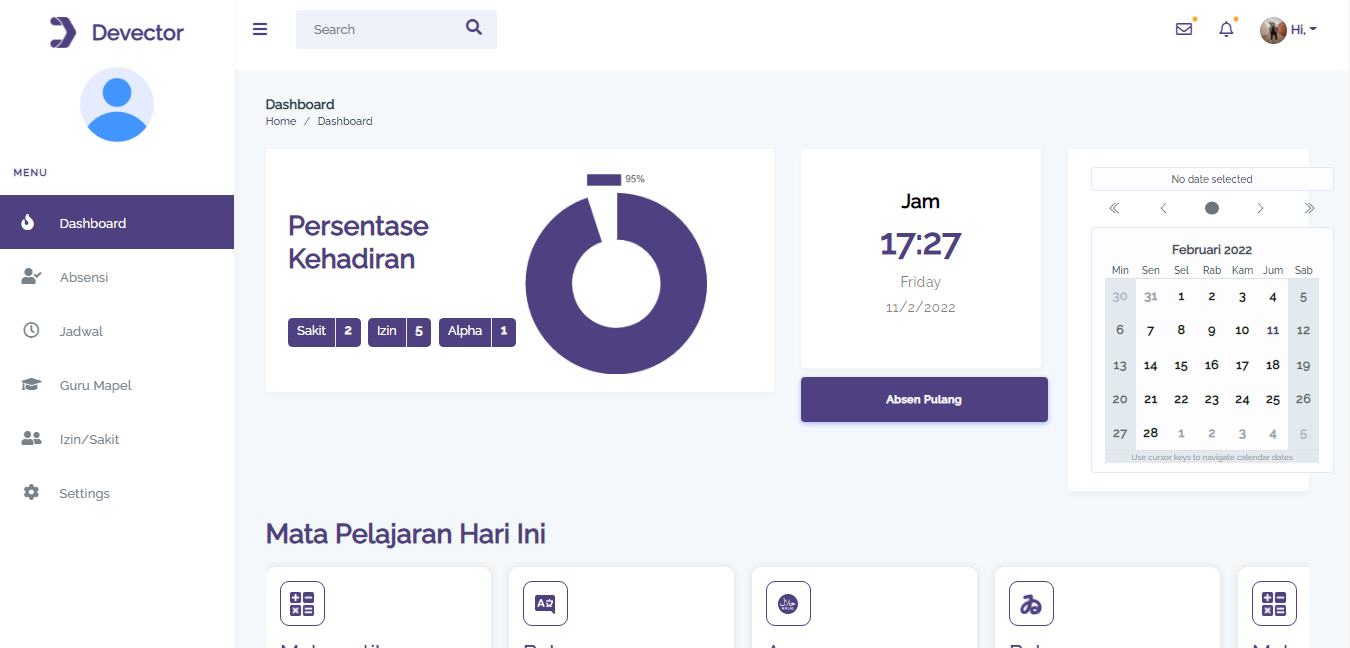 Devector
Search
Hi,
MENU
Dashboard
Absensi
Jadwal
Guru Mapel
Izin/Sakit
Settings
Dashboard
Home / Dashboard
Persentase
Kehadiran
Sakit 2 Izin 5 Alpha 1
95%
Jam
17:27
Friday
11/2/2022
Absen Pulang
No date selected
Februari 2022
Min Sen Sel Rab Kam Jum Sab
30 31 1 2 3 4 5
6 7 8 9 10 11 12
13 14 15 16 17 18 19
20 21 22 23 24 25 26
27 28 1 2 3 4 5
Use cursor keys to navigate calendar dates
Mata Pelajaran Hari Ini